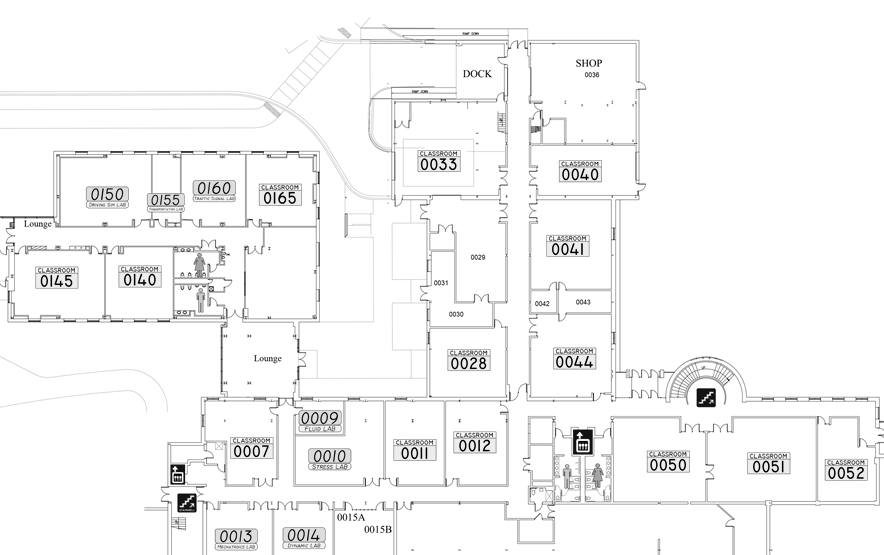 RAMP DOWN
DOCK
SHOP
0036
RAMP DOWN
CLASSROOM
0033
CLASSROOM
0040
0150
DRIVING SIM LAB
0155
TRANSPORTATION LAB
0160
TRAFFIC SIGNAL LAB
CLASSROOM
0165
Lounge
CLASSROOM
0145
CLASSROOM
0140
0029
0031
0030
CLASSROOM
0041
0042
0043
Lounge
CLASSROOM
0028
CLASSROOM
0044
UP
0009
FLUID LAB
CLASSROOM
0007
0010
STRESS LAB
CLASSROOM
0011
CLASSROOM
0012
CLASSROOM
0050
CLASSROOM
0051
CLASSROOM
0052
0013
MECHATRONICS LAB
0014
DYNAMIC LAB
0015A
0015B